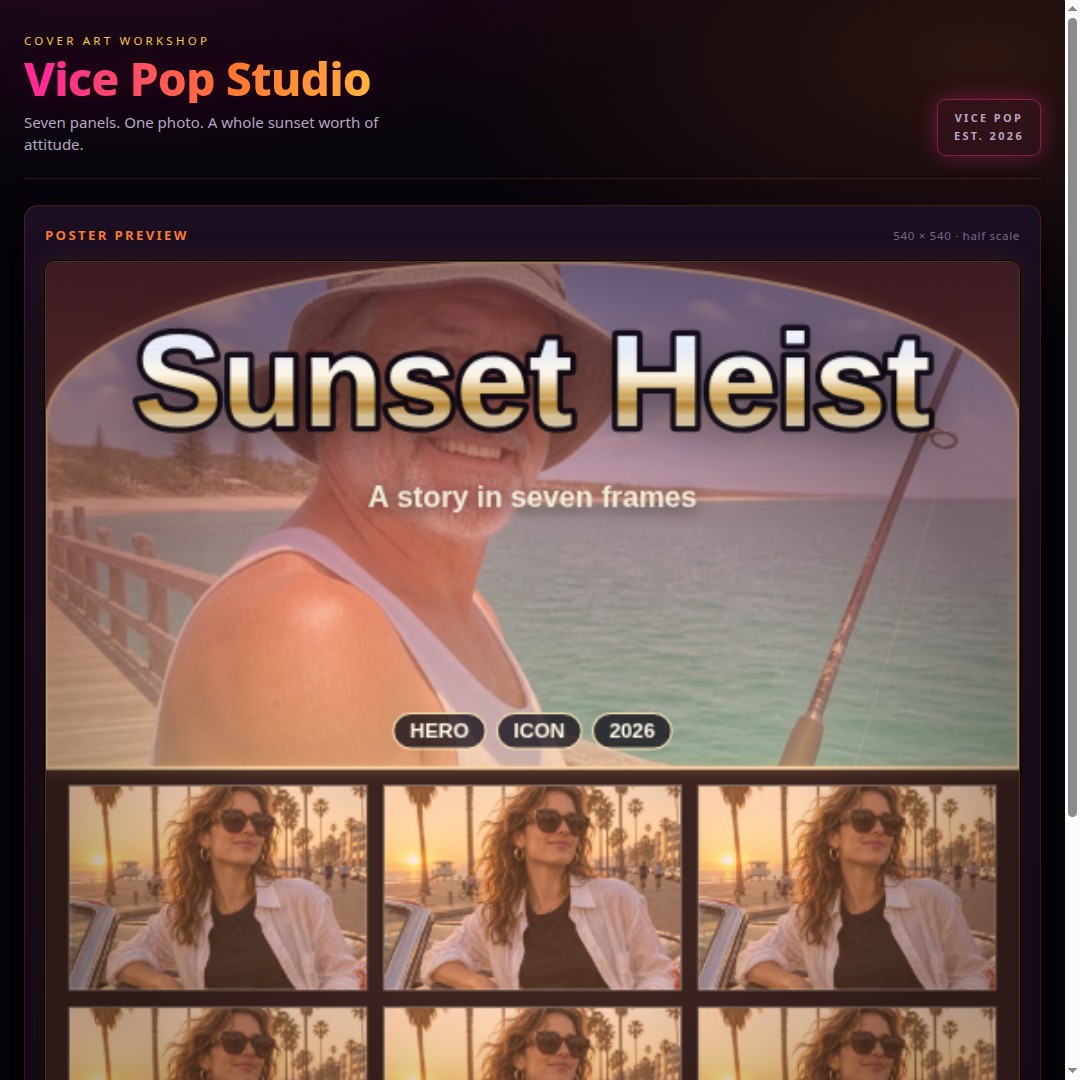 COVER ART WORKSHOP
Vice Pop Studio
Seven panels. One photo. A whole sunset worth of
attitude.
VICE POP
EST. 2026
POSTER PREVIEW
540 × 540 · half scale
Sunset Heist
A story in seven frames
HERO
ICON
2026